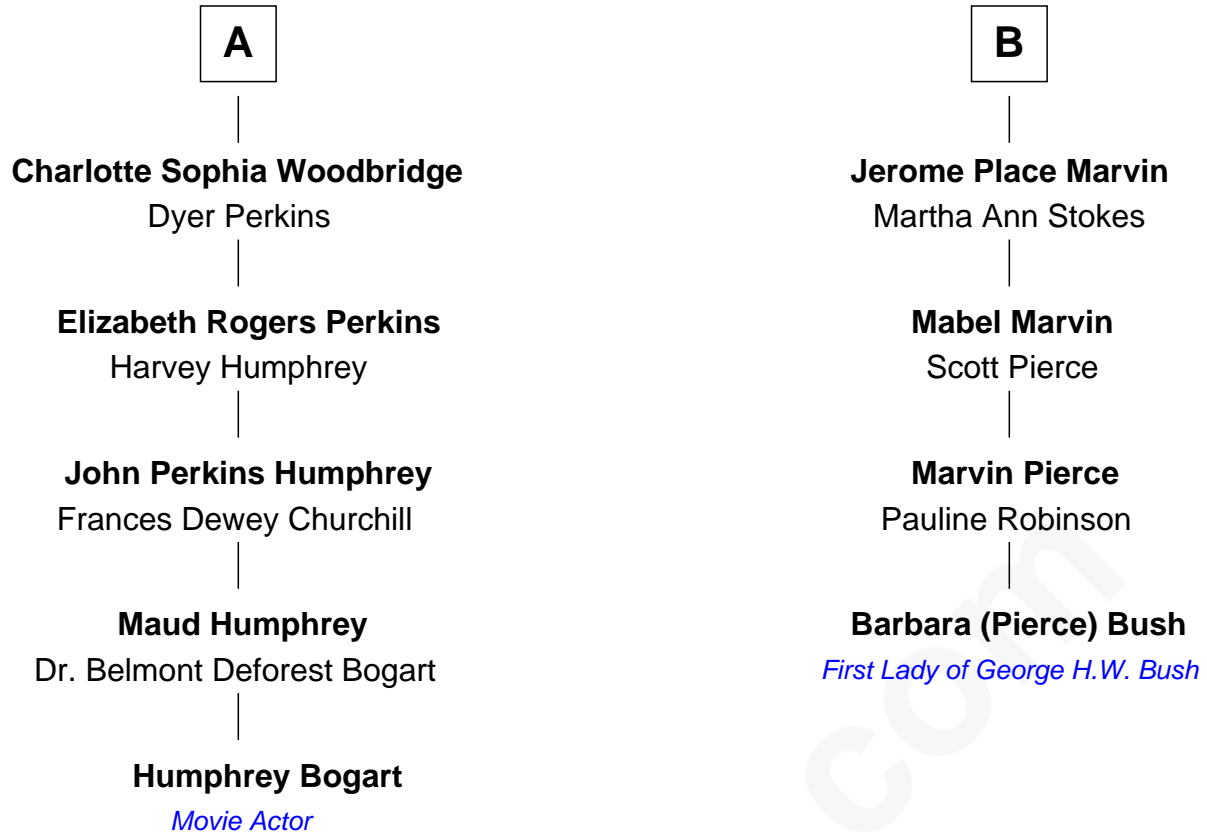 A
Charlotte Sophia Woodbridge
Dyer Perkins
Elizabeth Rogers Perkins
Harvey Humphrey
John Perkins Humphrey
Frances Dewey Churchill
Maud Humphrey
Dr. Belmont Deforest Bogart
Humphrey Bogart
Movie Actor
B
Jerome Place Marvin
Martha Ann Stokes
Mabel Marvin
Scott Pierce
Marvin Pierce
Pauline Robinson
Barbara (Pierce) Bush
First Lady of George H.W. Bush
com